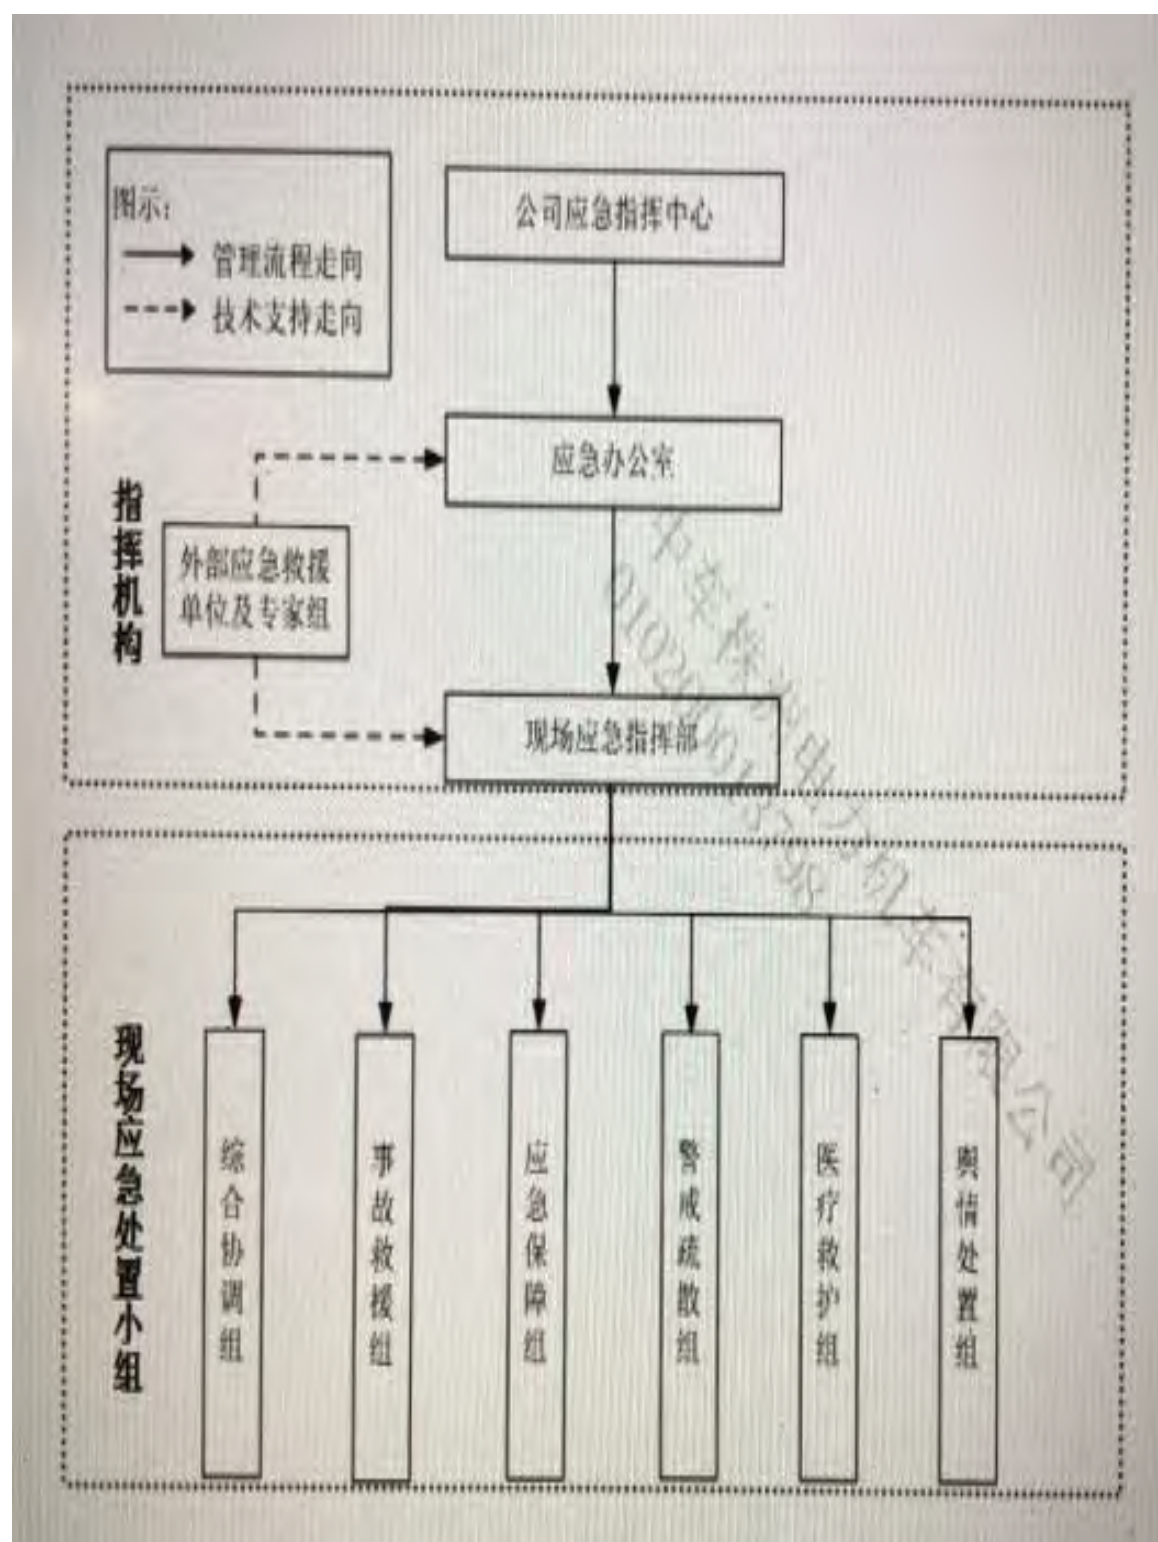 图示：
管理流程走向
技术支持走向
公司应急指挥中心
应急办公室
指挥机构
外部应急救援
单位及专家组
现场应急指挥部
现场应急处置小组
综合协调组
事故救援组
应急保障组
警戒疏散组
医疗救护组
舆情处置组